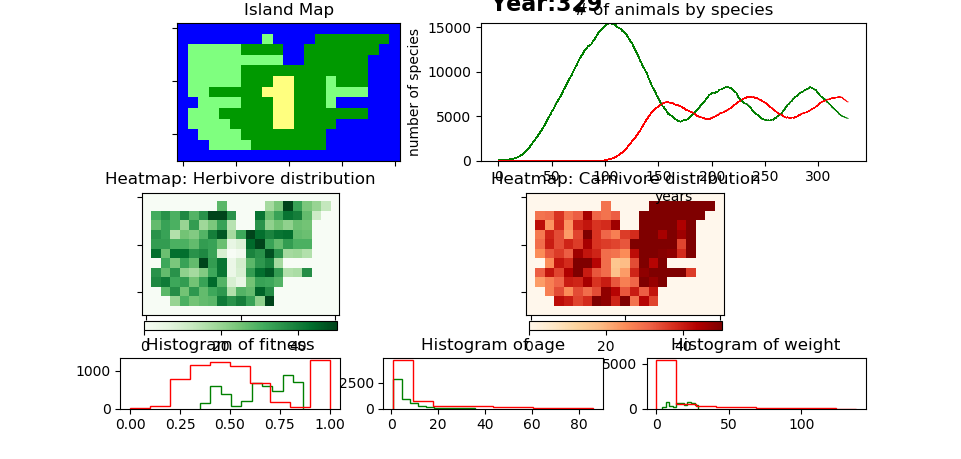 Year:329
Island Map
# of animals by species
number of species
15000
10000
5000
0
0 50 100 150 200 250 300
years
Heatmap: Herbivore distribution
Heatmap: Carnivore distribution
0 20 40
0 20 40
Histogram of fitness
Histogram of age
Histogram of weight
1000
0
0.00 0.25 0.50 0.75 1.00
2500
0
0 20 40 60 80
5000
0
0 50 100